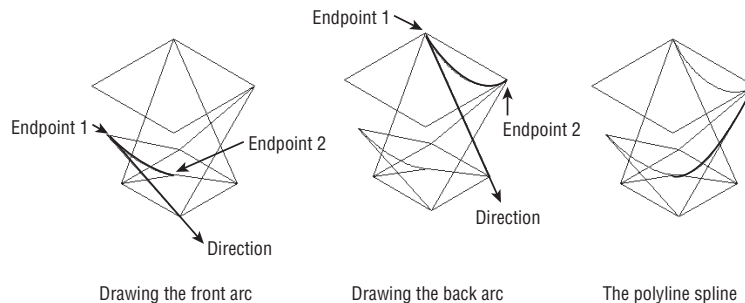 Endpoint 1
Endpoint 1
Endpoint 2
Endpoint 2
Direction
Direction
Drawing the front arc
Drawing the back arc
The polyline spline